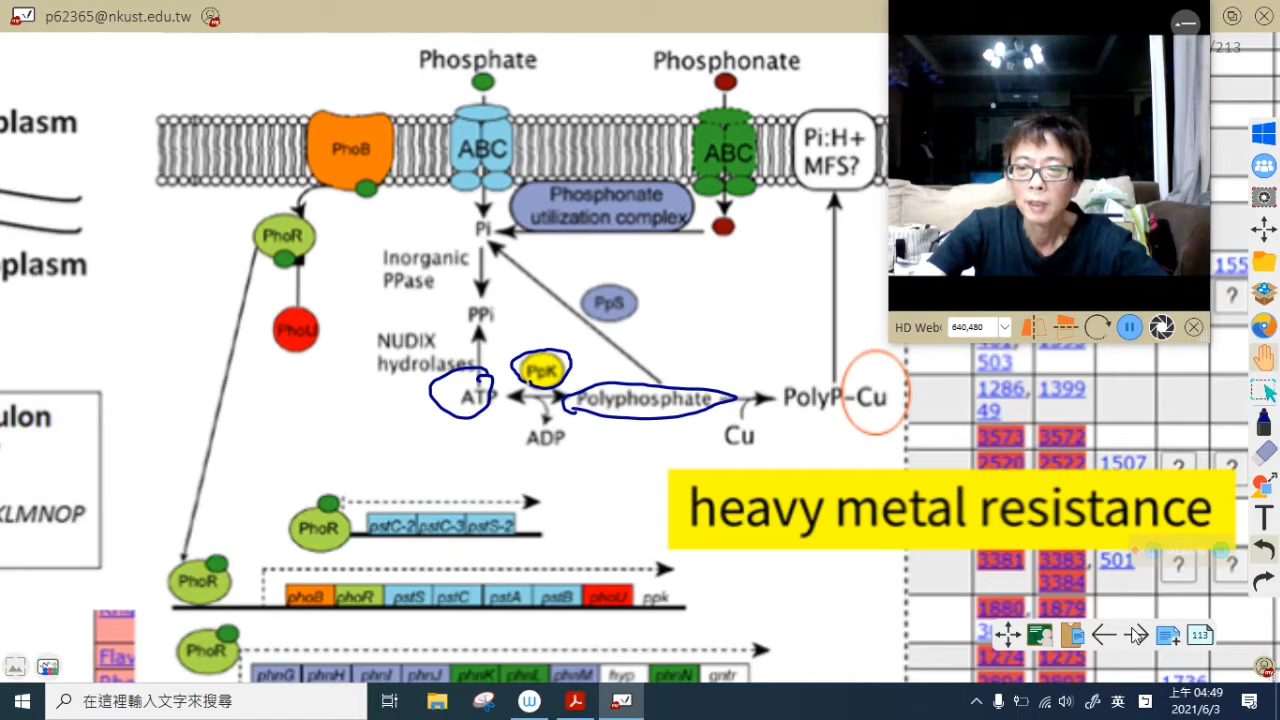 p62365@nkust.edu.tw
/213
Phosphate
Phosphonate
plasm
PhoB
ABC
ABC
Pi:H+
MFS?
Phosphonate
utilization complex
PhoR
Pi
oplasm
Inorganic
PPase
PpS
155
?
PPi
PhoU
HD Web
640,480
NUDIX
hydrolases
503
PpK
1286,
1399
49
ATP
Polyphosphate
PolyP-Cu
ulon
ADP
Cu
3573
3572
2520
2522
1507
?
?
heavy metal resistance
KLMNOP
PhoR
pstC-2
pstC-3
pstS-2
3381
3383,
501
?
?
3384
PhoR
phoB
phoR
pstS
pstC
pstA
pstB
phoU
ppk
1880,
1879
113
PhoR
1274
1275
Flav
phnG
phnH
phnI
phnJ
phnK
phnL
phnM
hyp
phnN
gntr
T
在這裡輸入文字來搜尋
英
上午 04:49
2021/6/3